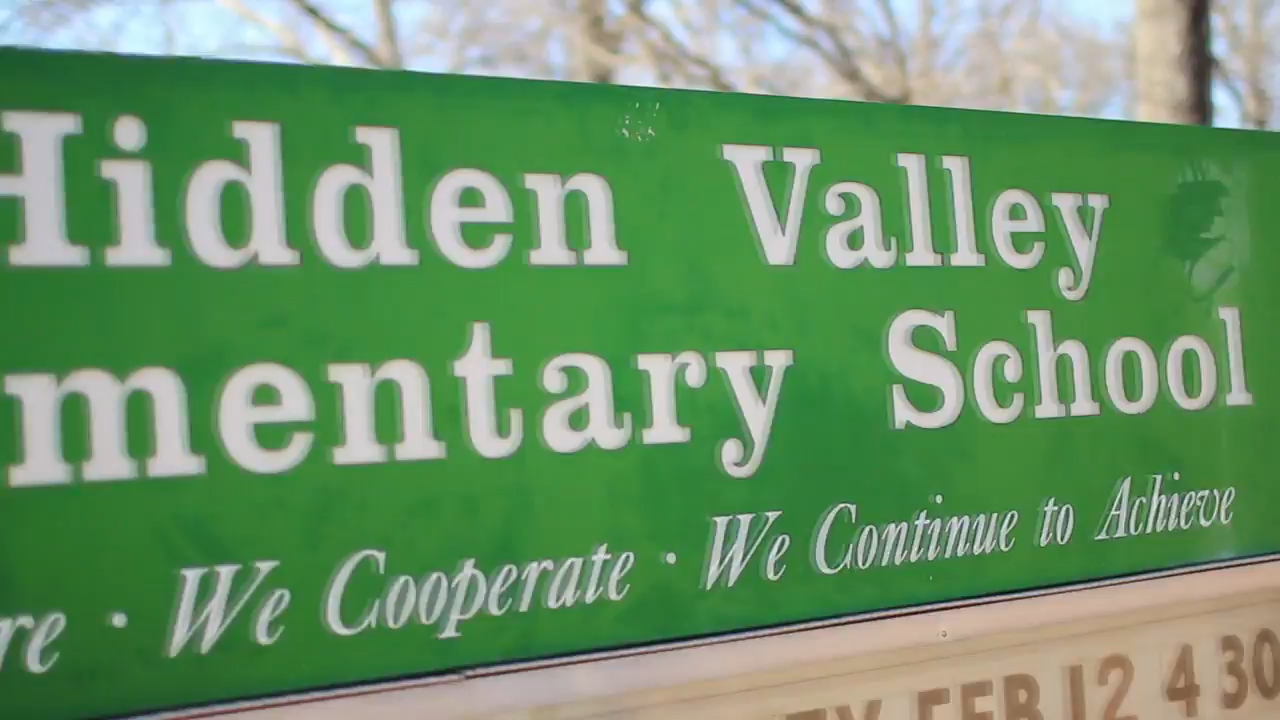 Hidden Valley
mentary School
re · We Cooperate · We Continue to Achieve
FEB 12 4 30